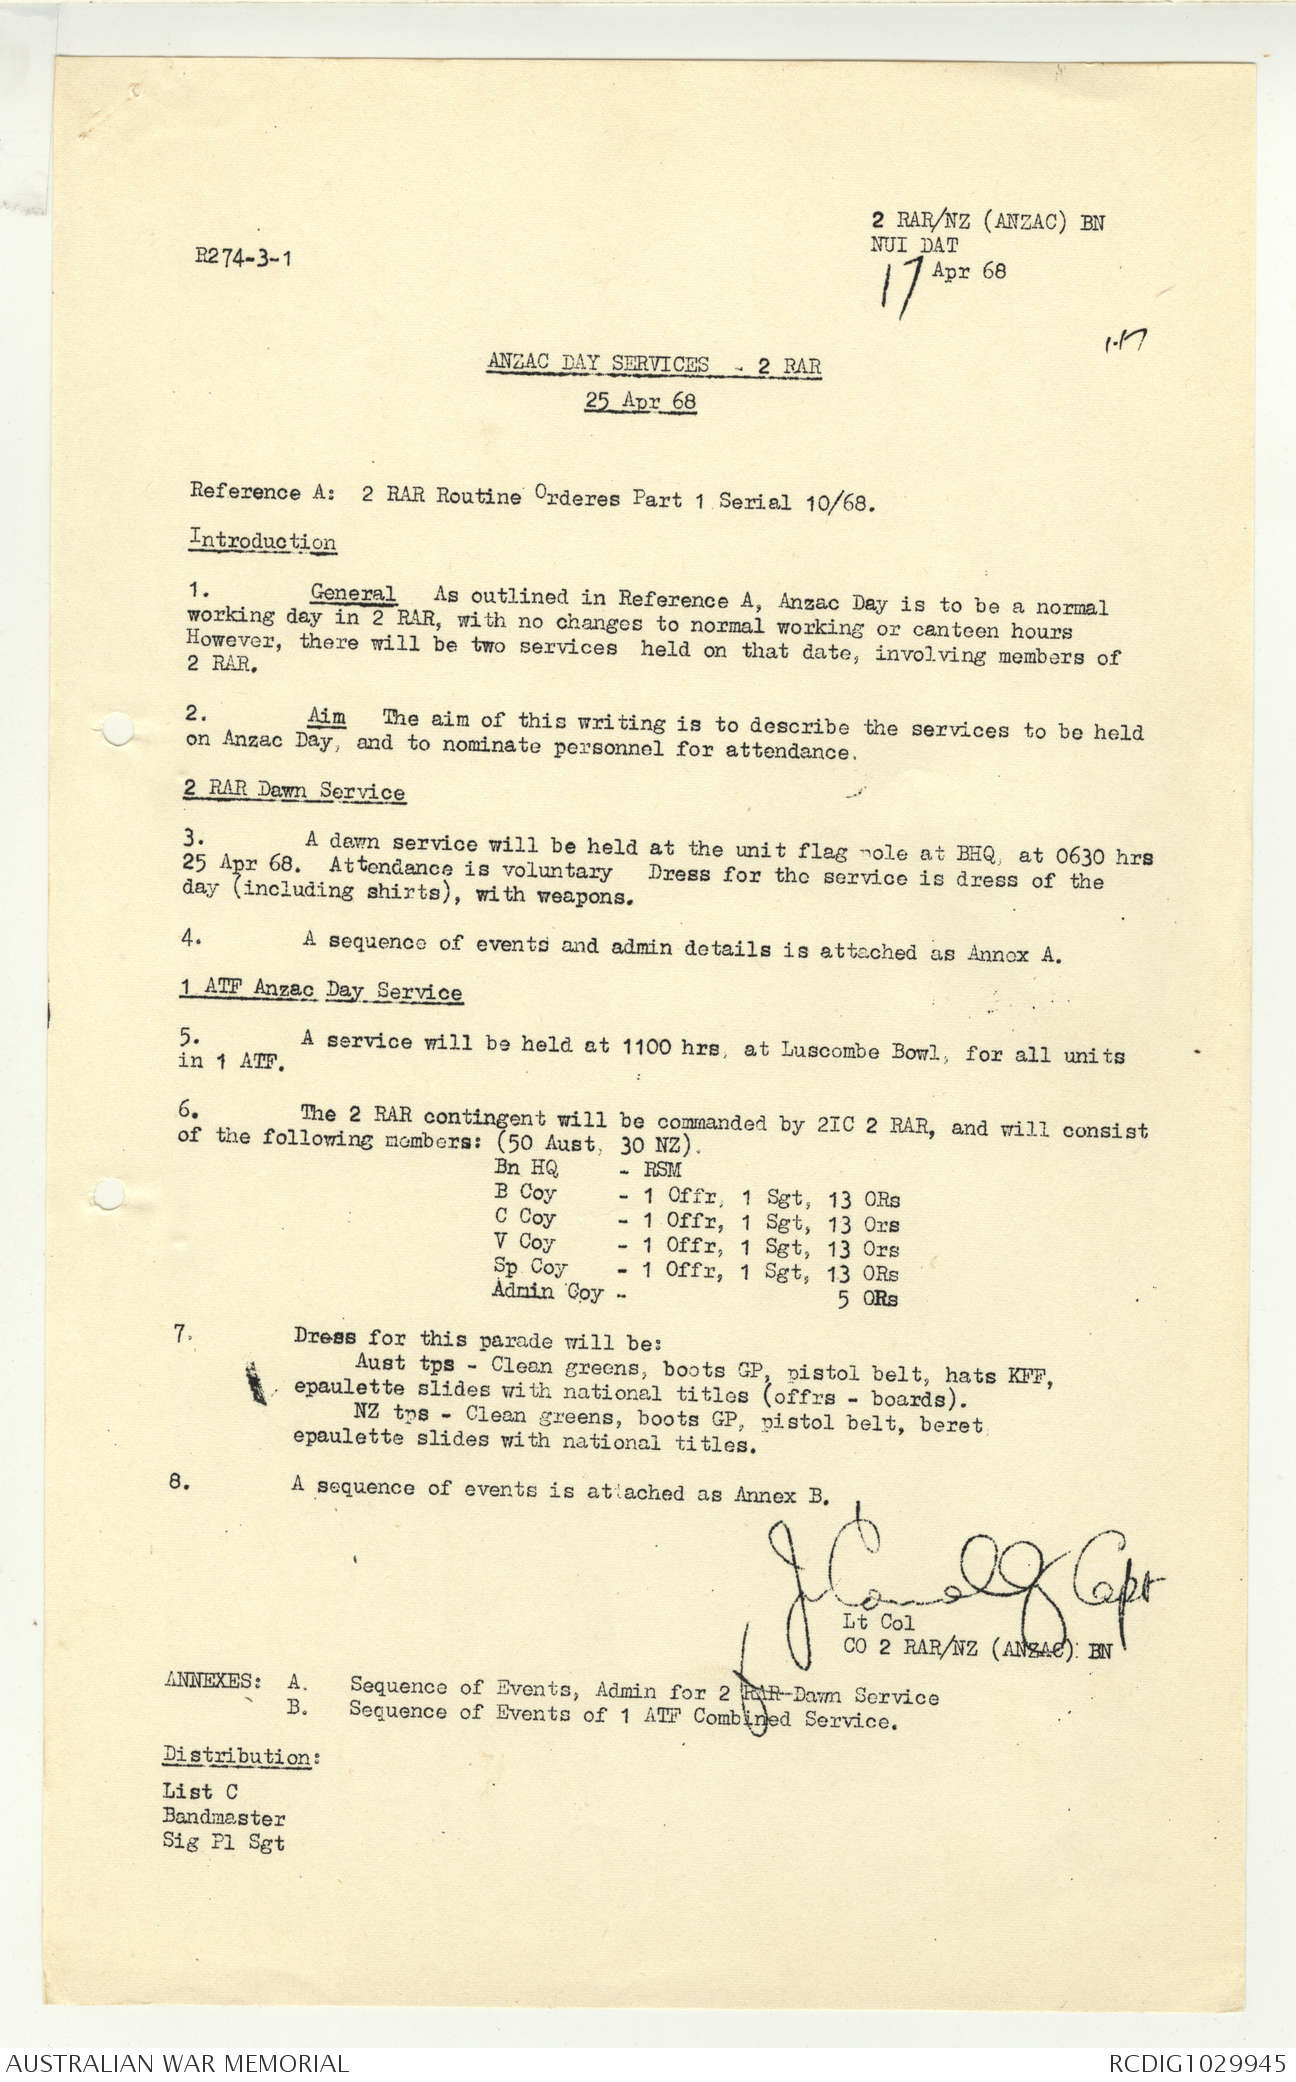 2 RAR/NZ (ANZAC) BN
R274-3-1
NUI DAT
17 Apr 68
ANZAC DAY SERVICES - 2 RAR
25 Apr 68
Reference A: 2 RAR Routine Orderes Part 1 Serial 10/68.
Introduction
1. General As outlined in Reference A, Anzac Day is to be a normal
working day in 2 RAR, with no changes to normal working or canteen hours
However, there will be two services held on that date, involving members of
2 RAR.
2. Aim The aim of this writing is to describe the services to be held
on Anzac Day, and to nominate personnel for attendance.
2 RAR Dawn Service
3. A dawn service will be held at the unit flag pole at BHQ, at 0630 hrs
25 Apr 68. Attendance is voluntary Dress for the service is dress of the
day (including shirts), with weapons.
4. A sequence of events and admin details is attached as Annex A.
1 ATF Anzac Day Service
5. A service will be held at 1100 hrs, at Luscombe Bowl, for all units
in 1 ATF.
6. The 2 RAR contingent will be commanded by 2IC 2 RAR, and will consist
of the following members: (50 Aust, 30 NZ).
Bn HQ - RSM
B Coy - 1 Offr, 1 Sgt, 13 ORs
C Coy - 1 Offr, 1 Sgt, 13 Ors
V Coy - 1 Offr, 1 Sgt, 13 Ors
Sp Coy - 1 Offr, 1 Sgt, 13 ORs
Admin Coy - 5 ORs
7. Dress for this parade will be:
Aust tps - Clean greens, boots GP, pistol belt, hats KFF,
epaulette slides with national titles (offrs - boards).
NZ tps - Clean greens, boots GP, pistol belt, beret
epaulette slides with national titles.
8. A sequence of events is attached as Annex B.
Capt
Lt Col
CO 2 RAR/NZ (ANZAC) BN
ANNEXES: A. Sequence of Events, Admin for 2 RAR Dawn Service
B. Sequence of Events of 1 ATF Combined Service.
Distribution:
List C
Bandmaster
Sig Pl Sgt
AUSTRALIAN WAR MEMORIAL RCDIG1029945